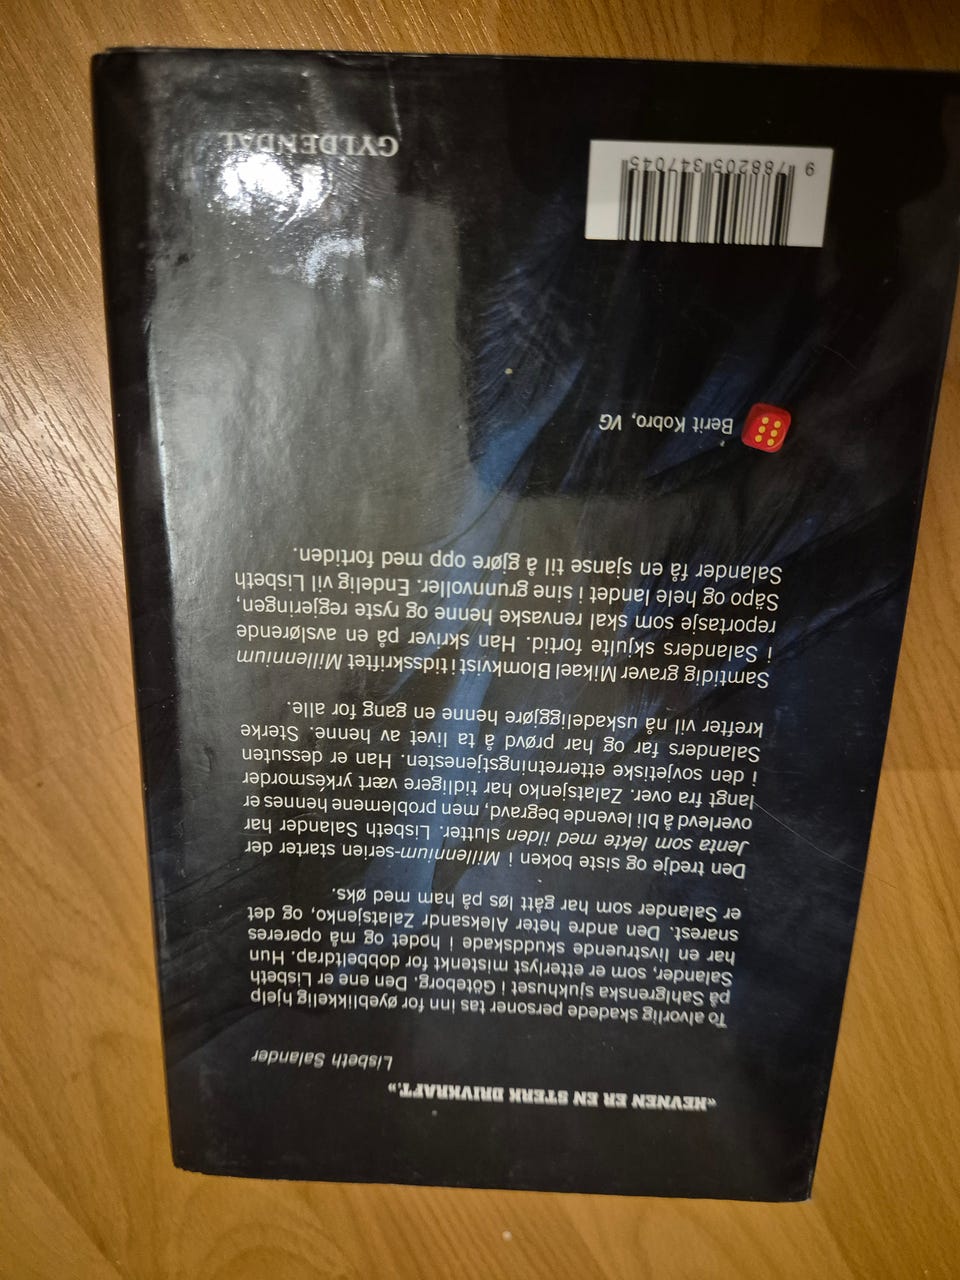 «HEVNEN ER EN STERK DRIVKRAFT.»
Lisbeth Salander
To alvorlig skadede personer tas inn for øyeblikkelig hjelp
på Sahlgrenska sjukhuset i Göteborg. Den ene er Lisbeth
Salander, som er etterlyst mistenkt for dobbeltdrap. Hun
har en livstruende skuddskade i hodet og må opereres
snarest. Den andre heter Aleksandr Zalatsjenko, og det
er Salander som har gått løs på ham med øks.
Den tredje og siste boken i Millennium-serien starter der
Jenta som lekte med ilden slutter. Lisbeth Salander har
overlevd å bli levende begravd, men problemene hennes er
langt fra over. Zalatsjenko har tidligere vært yrkesmorder
i den sovjetiske etterretningstjenesten. Han er dessuten
Salanders far og har prøvd å ta livet av henne. Sterke
krefter vil nå uskadeliggjøre henne en gang for alle.
Samtidig graver Mikael Blomkvist i tidsskriftet Millennium
i Salanders skjulte fortid. Han skriver på en avslørende
reportasje som skal renvaske henne og ryste regjeringen,
Säpo og hele landet i sine grunnvoller. Endelig vil Lisbeth
Salander få en sjanse til å gjøre opp med fortiden.
Berit Kobro, VG
9 788205 347045
GYLDENDAL